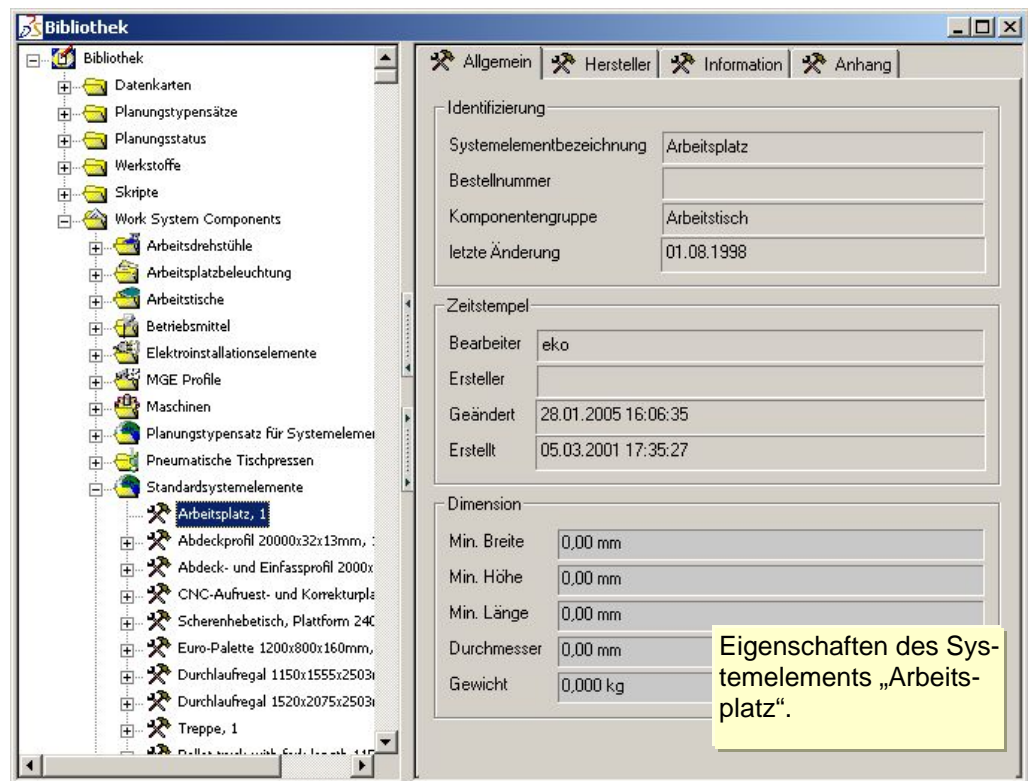 Bibliothek
Bibliothek
Datenkarten
Planungstypensätze
Planungsstatus
Werkstoffe
Skripte
Work System Components
Arbeitsdrehstühle
Arbeitsplatzbeleuchtung
Arbeitstische
Betriebsmittel
Elektroinstallationselemente
MGE Profile
Maschinen
Planungstypensatz für Systemelemen
Pneumatische Tischpressen
Standardsystemelemente
Arbeitsplatz, 1
Abdeckprofil 20000x32x13mm,
Abdeck- und Einfassprofil 2000x
CNC-Aufruest- und Korrekturpla
Scherenhebetisch, Plattform 240
Euro-Palette 1200x800x160mm,
Durchlaufregal 1150x1555x2503
Durchlaufregal 1520x2075x2503
Treppe, 1
Allgemein Hersteller Information Anhang
Identifizierung
Systemelementbezeichnung Arbeitsplatz
Bestellnummer
Komponentengruppe Arbeitstisch
letzte Änderung 01.08.1998
Zeitstempel
Bearbeiter eko
Ersteller
Geändert 28.01.2005 16:06:35
Erstellt 05.03.2001 17:35:27
Dimension
Min. Breite 0,00 mm
Min. Höhe 0,00 mm
Min. Länge 0,00 mm
Durchmesser 0,00 mm
Gewicht 0,000 kg
Eigenschaften des Sys-
temelements „Arbeits-
platz“.